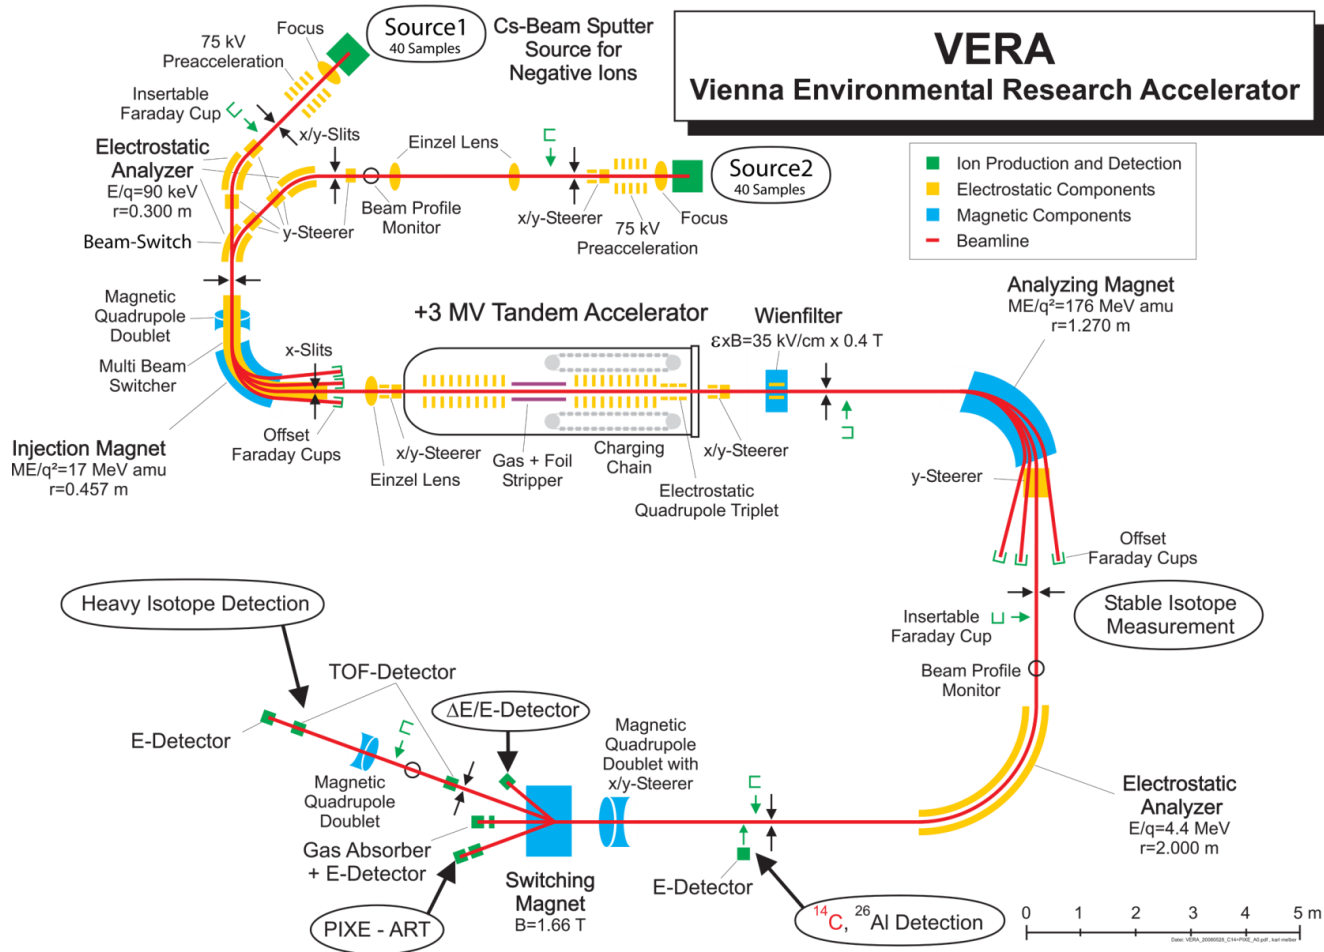 VERA
Vienna Environmental Research Accelerator
Source1
40 Samples
Cs-Beam Sputter
Source for
Negative Ions
Focus
75 kV
Preacceleration
Insertable
Faraday Cup
x/y-Slits
Electrostatic
Analyzer
E/q=90 keV
r=0.300 m
Beam-Switch
y-Steerer
Beam Profile
Monitor
Einzel Lens
x/y-Steerer
75 kV
Preacceleration
Focus
Source2
40 Samples
Ion Production and Detection
Electrostatic Components
Magnetic Components
Beamline
Magnetic
Quadrupole
Doublet
Multi Beam
Switcher
x-Slits
Injection Magnet
ME/q²=17 MeV amu
r=0.457 m
Offset
Faraday Cups
Einzel Lens
x/y-Steerer
+3 MV Tandem Accelerator
Gas + Foil
Stripper
Charging
Chain
Electrostatic
Quadrupole Triplet
x/y-Steerer
Wienfilter
εxB=35 kV/cm x 0.4 T
Analyzing Magnet
ME/q²=176 MeV amu
r=1.270 m
y-Steerer
Offset
Faraday Cups
Stable Isotope
Measurement
Insertable
Faraday Cup
Beam Profile
Monitor
Electrostatic
Analyzer
E/q=4.4 MeV
r=2.000 m
Heavy Isotope Detection
TOF-Detector
E-Detector
Magnetic
Quadrupole
Doublet
ΔE/E-Detector
Magnetic
Quadrupole
Doublet with
x/y-Steerer
Gas Absorber
+ E-Detector
PIXE - ART
Switching
Magnet
B=1.66 T
E-Detector
¹⁴C, ²⁶Al Detection
0 1 2 3 4 5 m